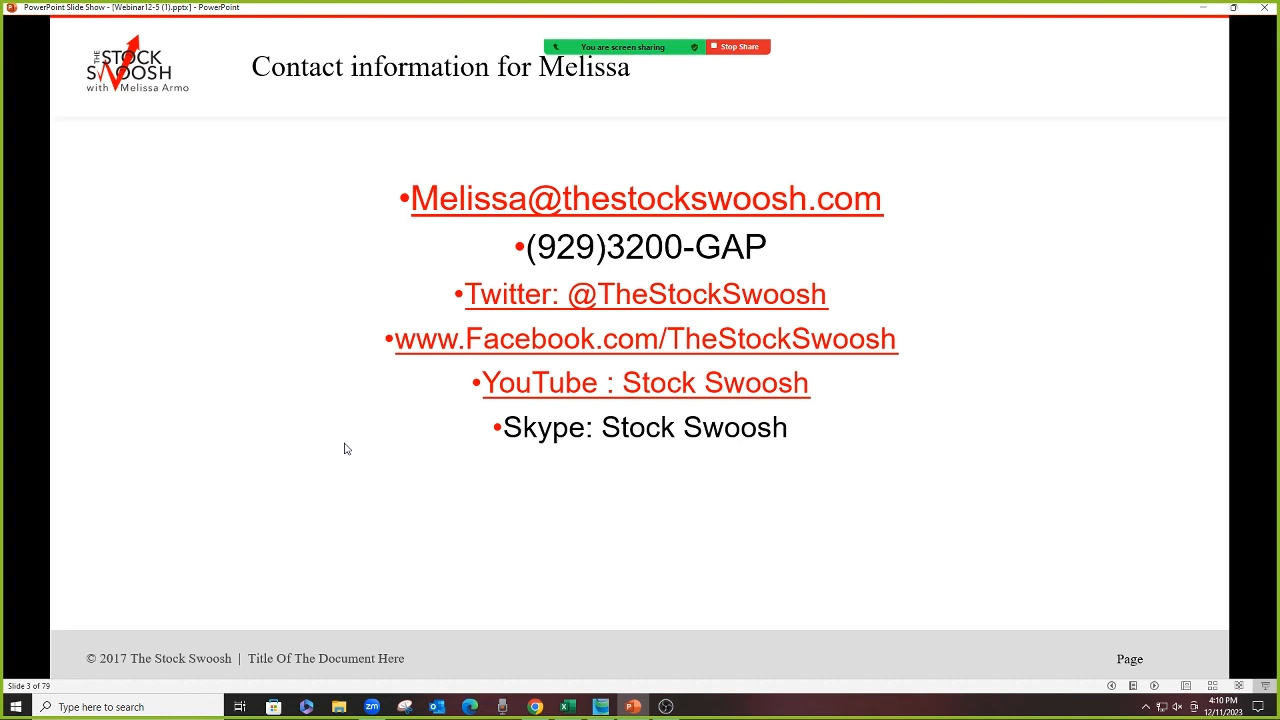 PowerPoint Slide Show - [Webinar12-5 (1).pptx] - PowerPoint
You are screen sharing
Stop Share
THE STOCK
SWOOSH
with Melissa Armo
Contact information for Melissa
•Melissa@thestockswoosh.com
•(929)3200-GAP
•Twitter: @TheStockSwoosh
•www.Facebook.com/TheStockSwoosh
•YouTube : Stock Swoosh
•Skype: Stock Swoosh
© 2017 The Stock Swoosh | Title Of The Document Here
Page
Slide 3 of 79
Type here to search
zm
4:10 PM
12/11/2023